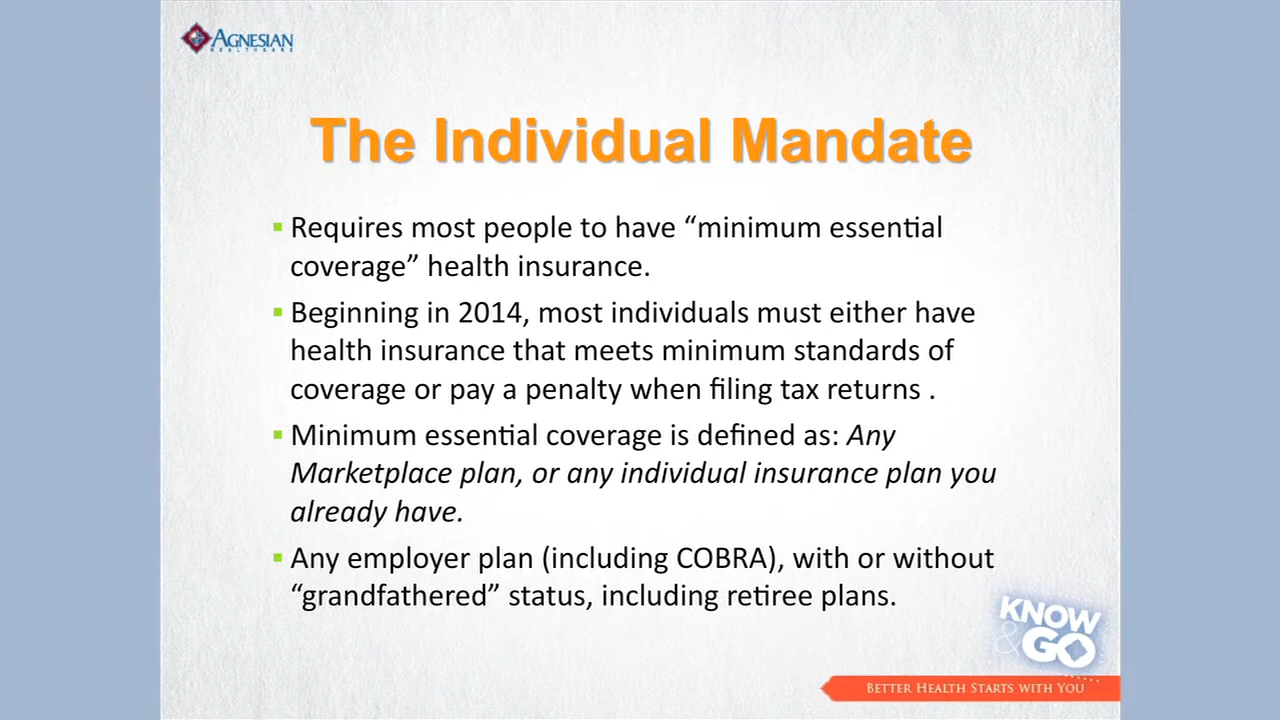 AGNESIAN
HEALTHCARE
The Individual Mandate
▪ Requires most people to have “minimum essential
coverage” health insurance.
▪ Beginning in 2014, most individuals must either have
health insurance that meets minimum standards of
coverage or pay a penalty when filing tax returns .
▪ Minimum essential coverage is defined as: Any
Marketplace plan, or any individual insurance plan you
already have.
▪ Any employer plan (including COBRA), with or without
“grandfathered” status, including retiree plans.
KNOW
& GO
BETTER HEALTH STARTS WITH YOU